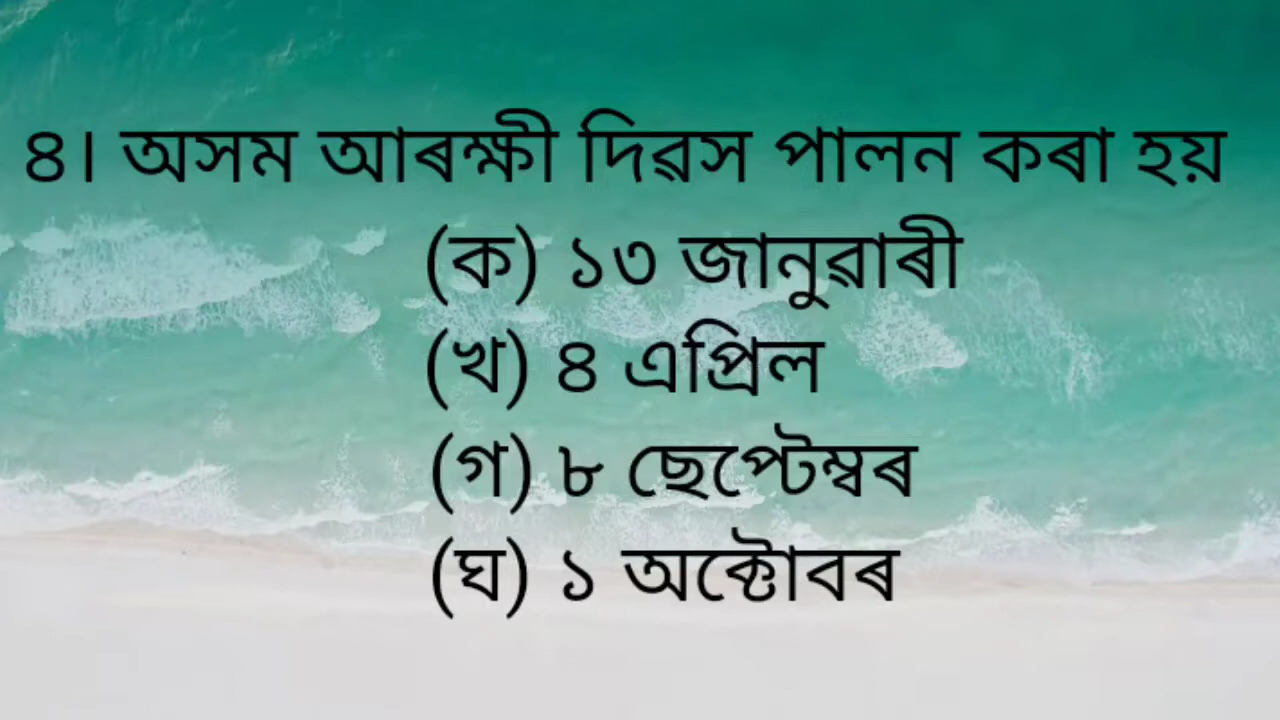 ৪। অসম আৰক্ষী দিৱস পালন কৰা হয়
(ক) ১৩ জানুৱাৰী
(খ) ৪ এপ্ৰিল
(গ) ৮ ছেপ্টেম্বৰ
(ঘ) ১ অক্টোবৰ